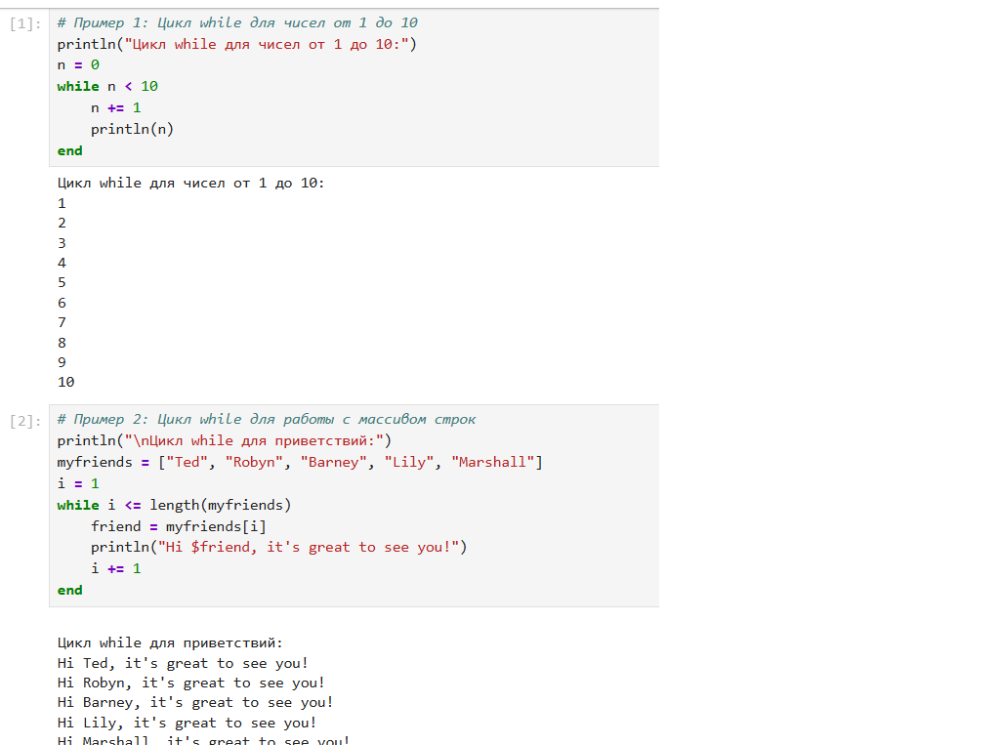 [1]: # Пример 1: Цикл while для чисел от 1 до 10
println("Цикл while для чисел от 1 до 10:")
n = 0
while n < 10
    n += 1
    println(n)
end
Цикл while для чисел от 1 до 10:
1
2
3
4
5
6
7
8
9
10
[2]: # Пример 2: Цикл while для работы с массивом строк
println("\nЦикл while для приветствий:")
myfriends = ["Ted", "Robyn", "Barney", "Lily", "Marshall"]
i = 1
while i <= length(myfriends)
    friend = myfriends[i]
    println("Hi $friend, it's great to see you!")
    i += 1
end
Цикл while для приветствий:
Hi Ted, it's great to see you!
Hi Robyn, it's great to see you!
Hi Barney, it's great to see you!
Hi Lily, it's great to see you!
Hi Marshall, it's great to see you!